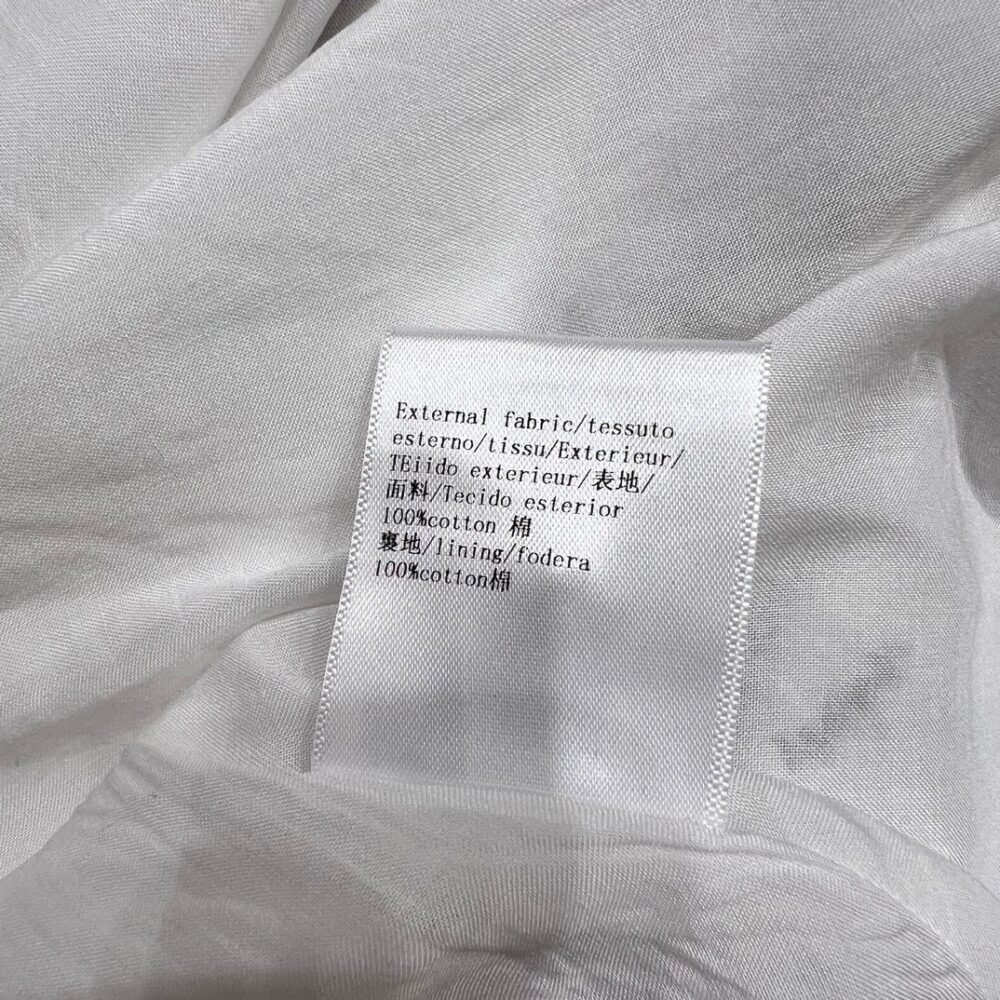 External fabric/tessuto
esterno/tissu/Exterieur/
TEiido exterieur/表地/
面料/Tecido esterior
100%cotton 棉
裏地/lining/fodera
100%cotton棉